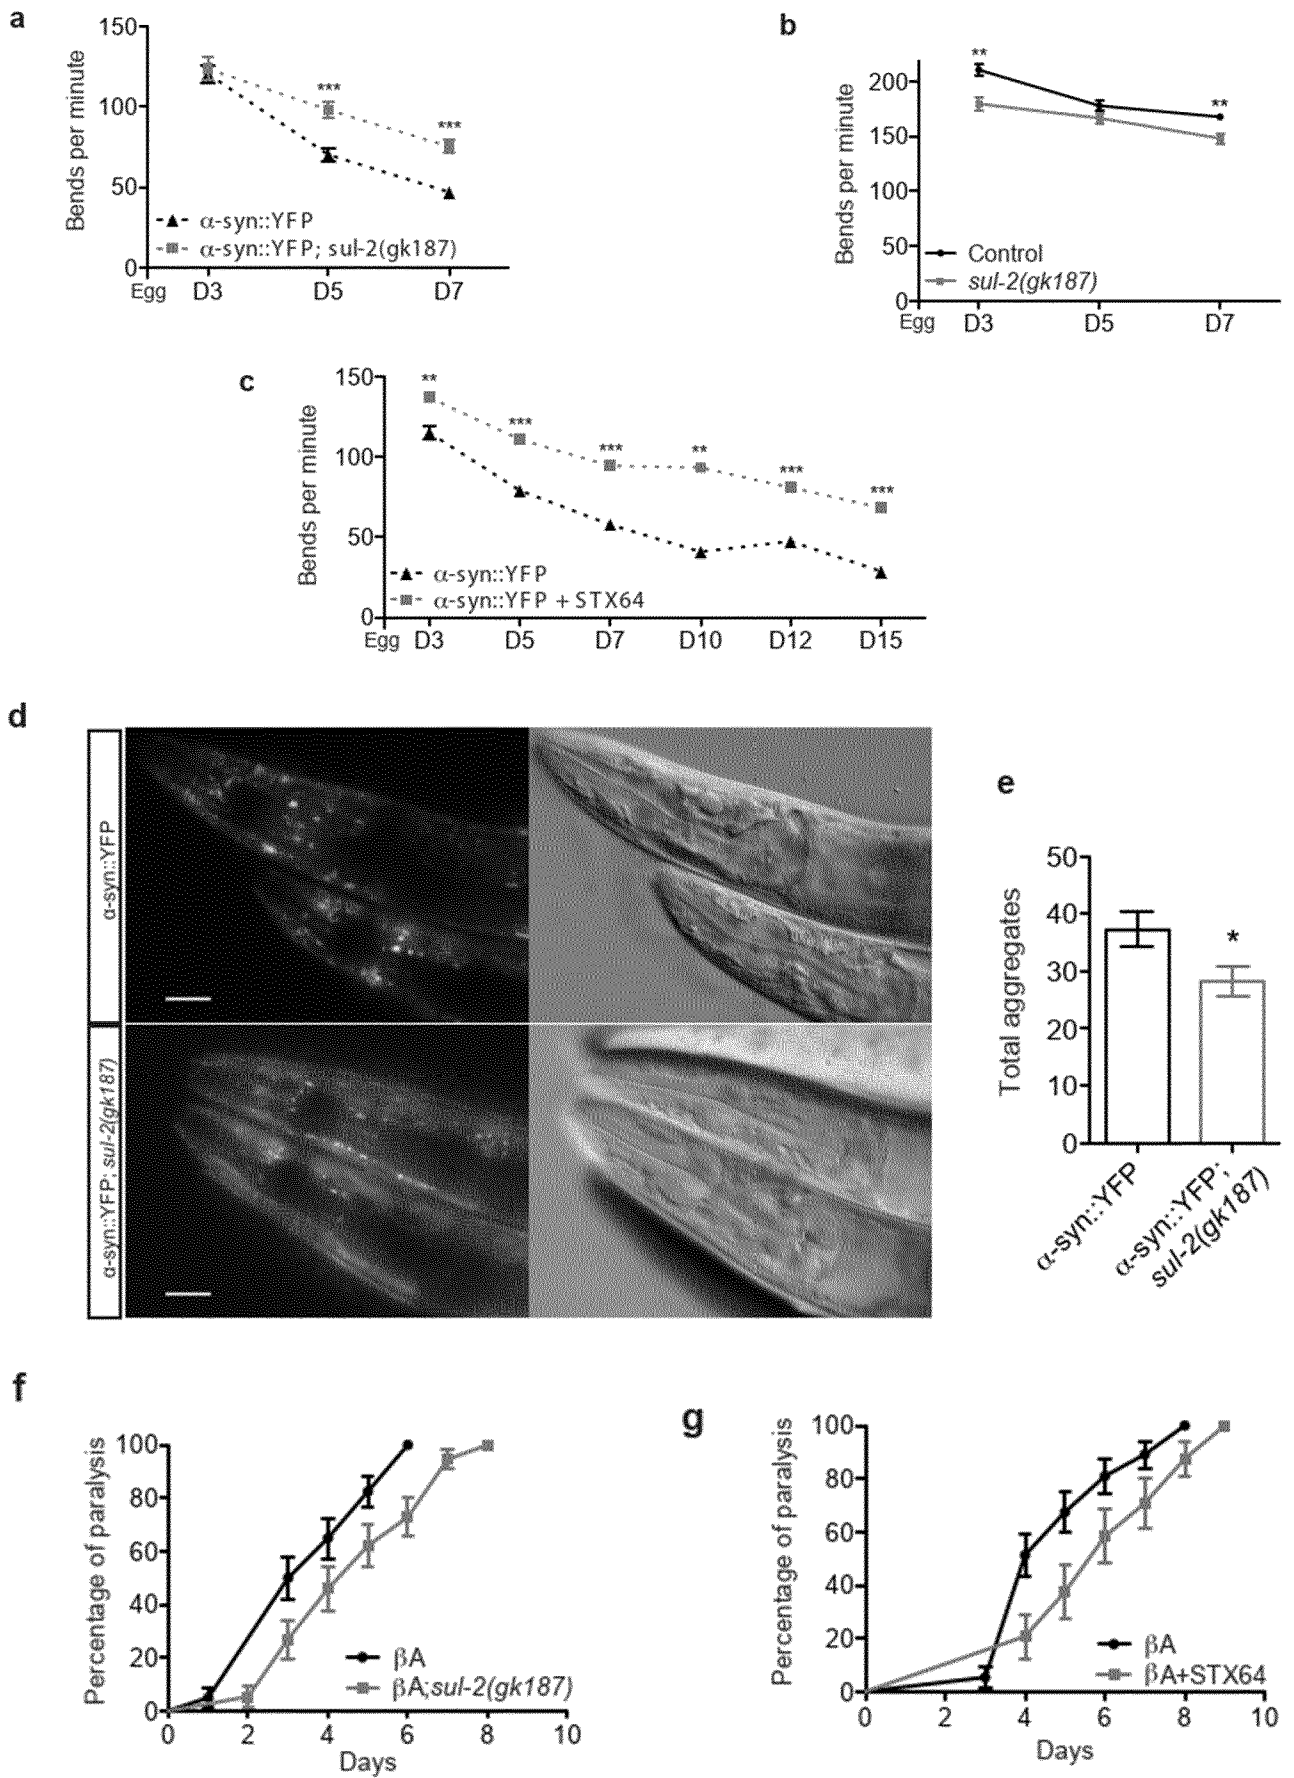 a
150
100
50
0
Bends per minute
***
***
α-syn::YFP
α-syn::YFP; sul-2(gk187)
Egg D3 D5 D7
b
200
150
100
50
0
Bends per minute
**
**
Control
sul-2(gk187)
Egg D3 D5 D7
c
150
100
50
0
Bends per minute
**
***
***
**
***
***
α-syn::YFP
α-syn::YFP + STX64
Egg D3 D5 D7 D10 D12 D15
d
α-syn::YFP
α-syn::YFP; sul-2(gk187)
e
50
40
30
20
10
0
Total aggregates
*
α-syn::YFP
α-syn::YFP;
sul-2(gk187)
f
100
80
60
40
20
0
Percentage of paralysis
βA
βA;sul-2(gk187)
0 2 4 6 8 10
Days
g
100
80
60
40
20
0
Percentage of paralysis
βA
βA+STX64
0 2 4 6 8 10
Days